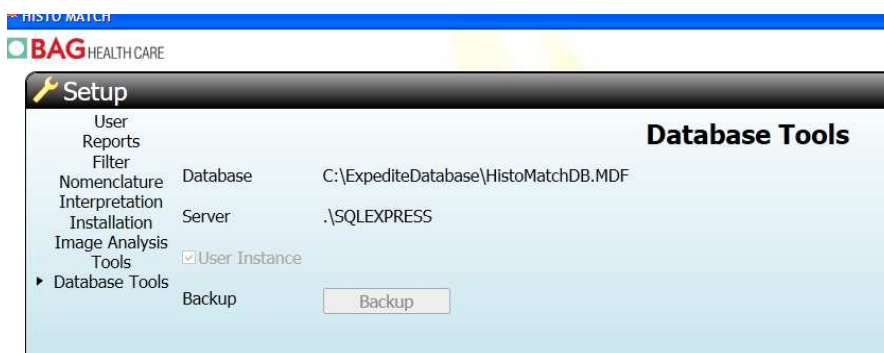 HISTO MATCH
BAG HEALTH CARE
Setup
Database Tools
User
Reports
Filter
Nomenclature
Interpretation
Installation
Image Analysis
Tools
Database Tools
Database C:\ExpediteDatabase\HistoMatchDB.MDF
Server .\SQLEXPRESS
User Instance
Backup Backup